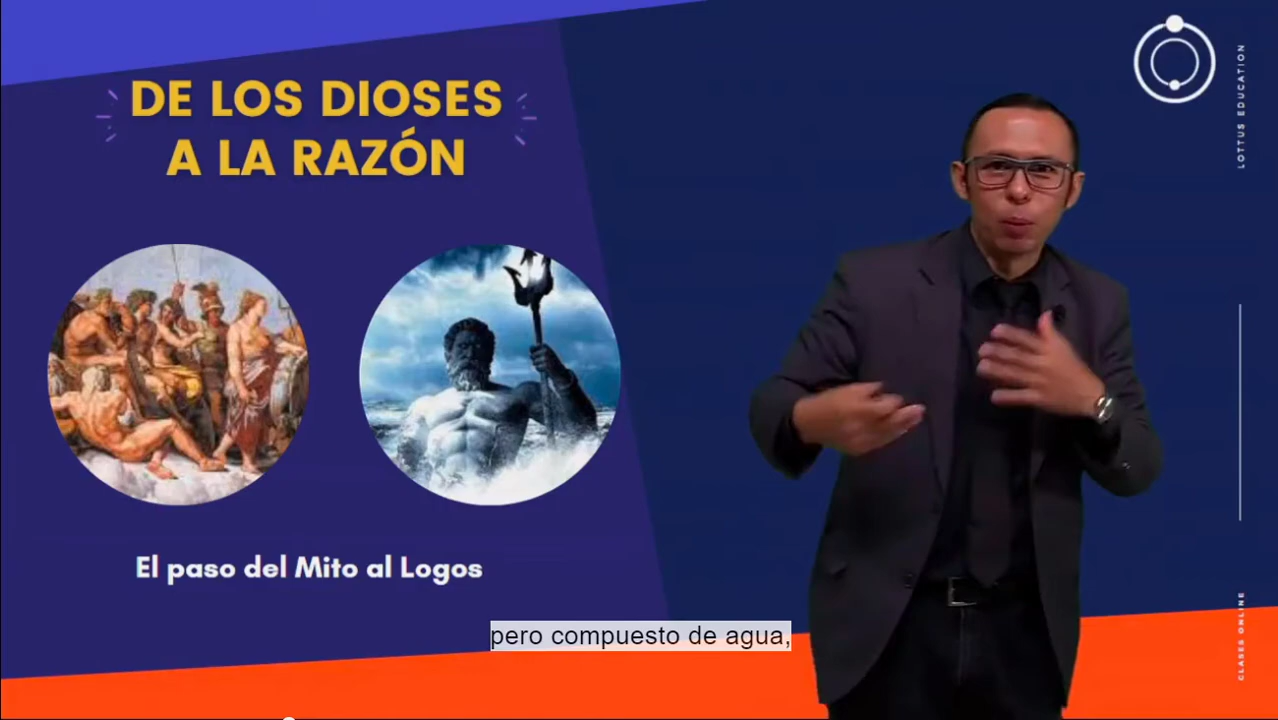 DE LOS DIOSES
A LA RAZÓN
El paso del Mito al Logos
pero compuesto de agua,
LOTTUS EDUCATION
CLASES ONLINE